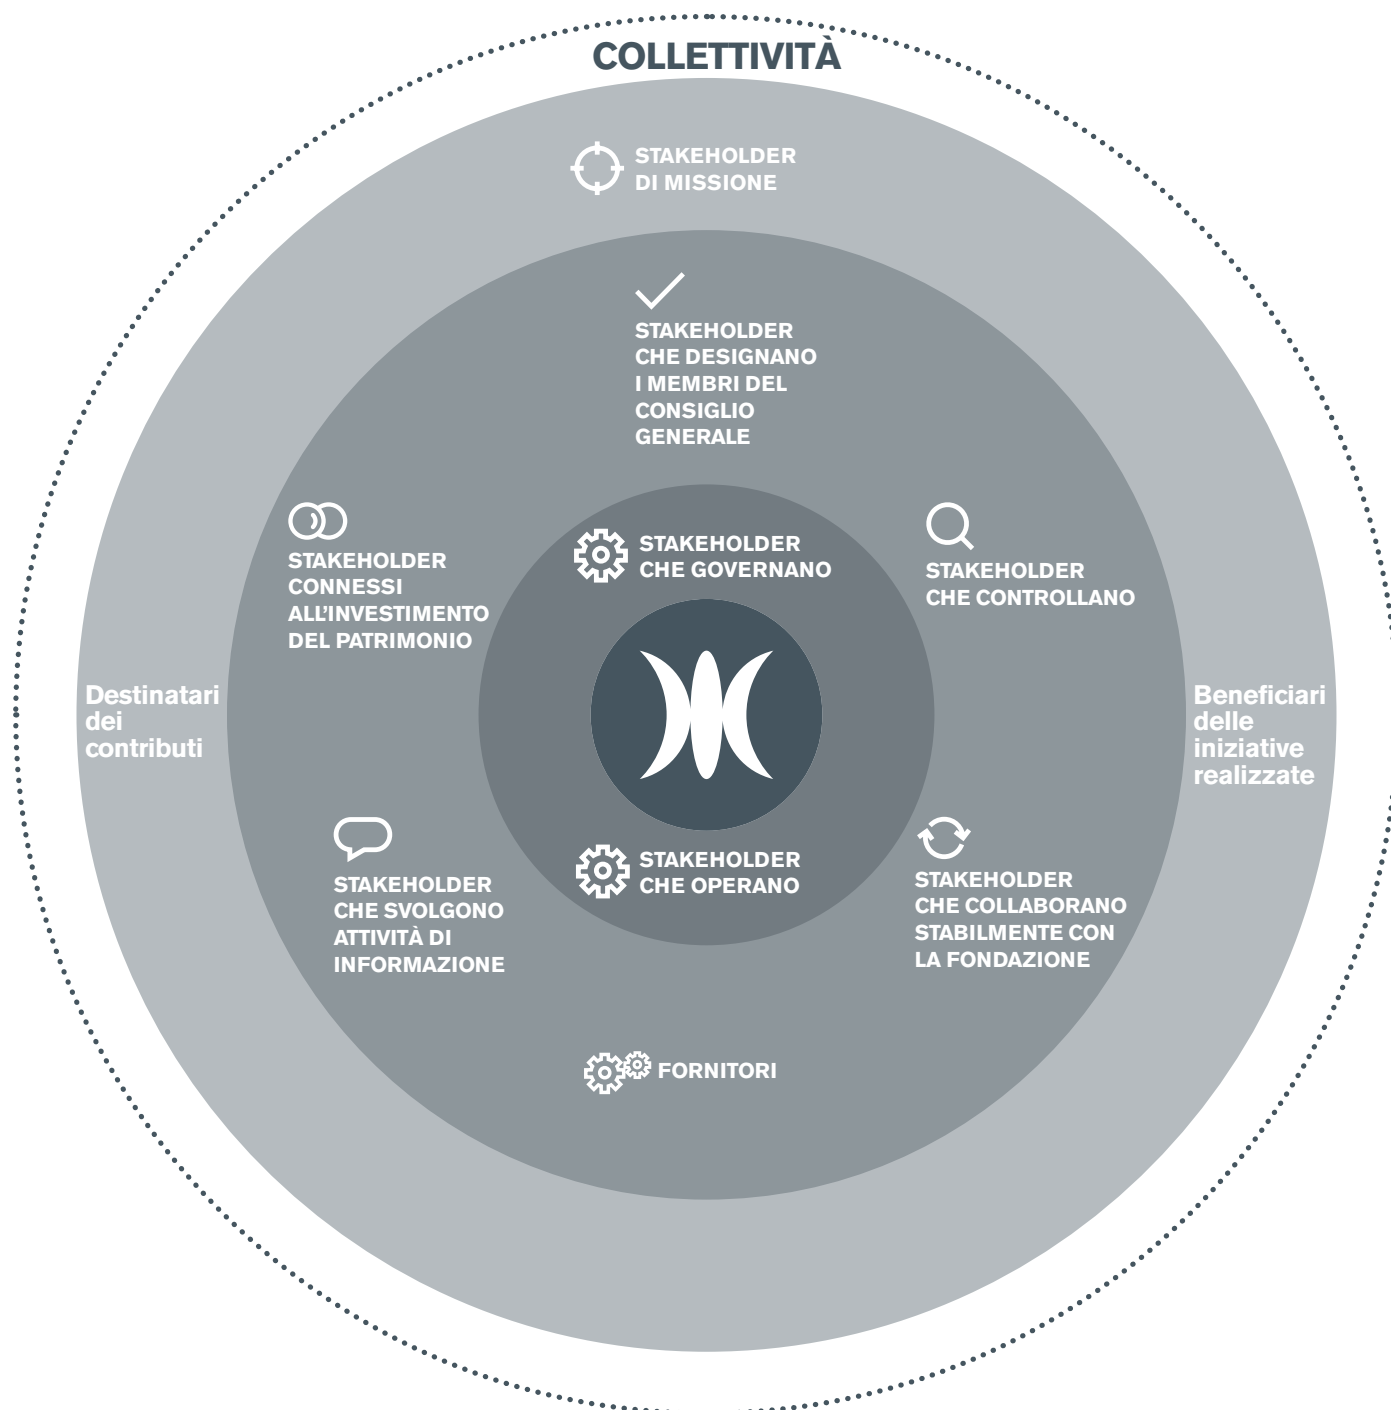 COLLETTIVITÀ
STAKEHOLDER
DI MISSIONE
STAKEHOLDER
CHE DESIGNANO
I MEMBRI DEL
CONSIGLIO
GENERALE
STAKEHOLDER
CONNESSI
ALL’INVESTIMENTO
DEL PATRIMONIO
STAKEHOLDER
CHE GOVERNANO
STAKEHOLDER
CHE CONTROLLANO
Destinatari
dei
contributi
Beneficiari
delle
iniziative
realizzate
STAKEHOLDER
CHE SVOLGONO
ATTIVITÀ DI
INFORMAZIONE
STAKEHOLDER
CHE OPERANO
STAKEHOLDER
CHE COLLABORANO
STABILMENTE CON
LA FONDAZIONE
FORNITORI